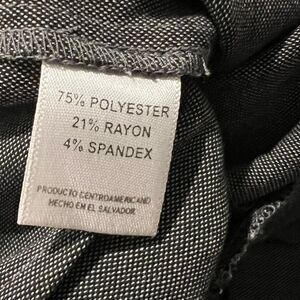 75% POLYESTER
21% RAYON
4% SPANDEX
PRODUCTO CENTROAMERICANO
HECHO EN EL SALVADOR